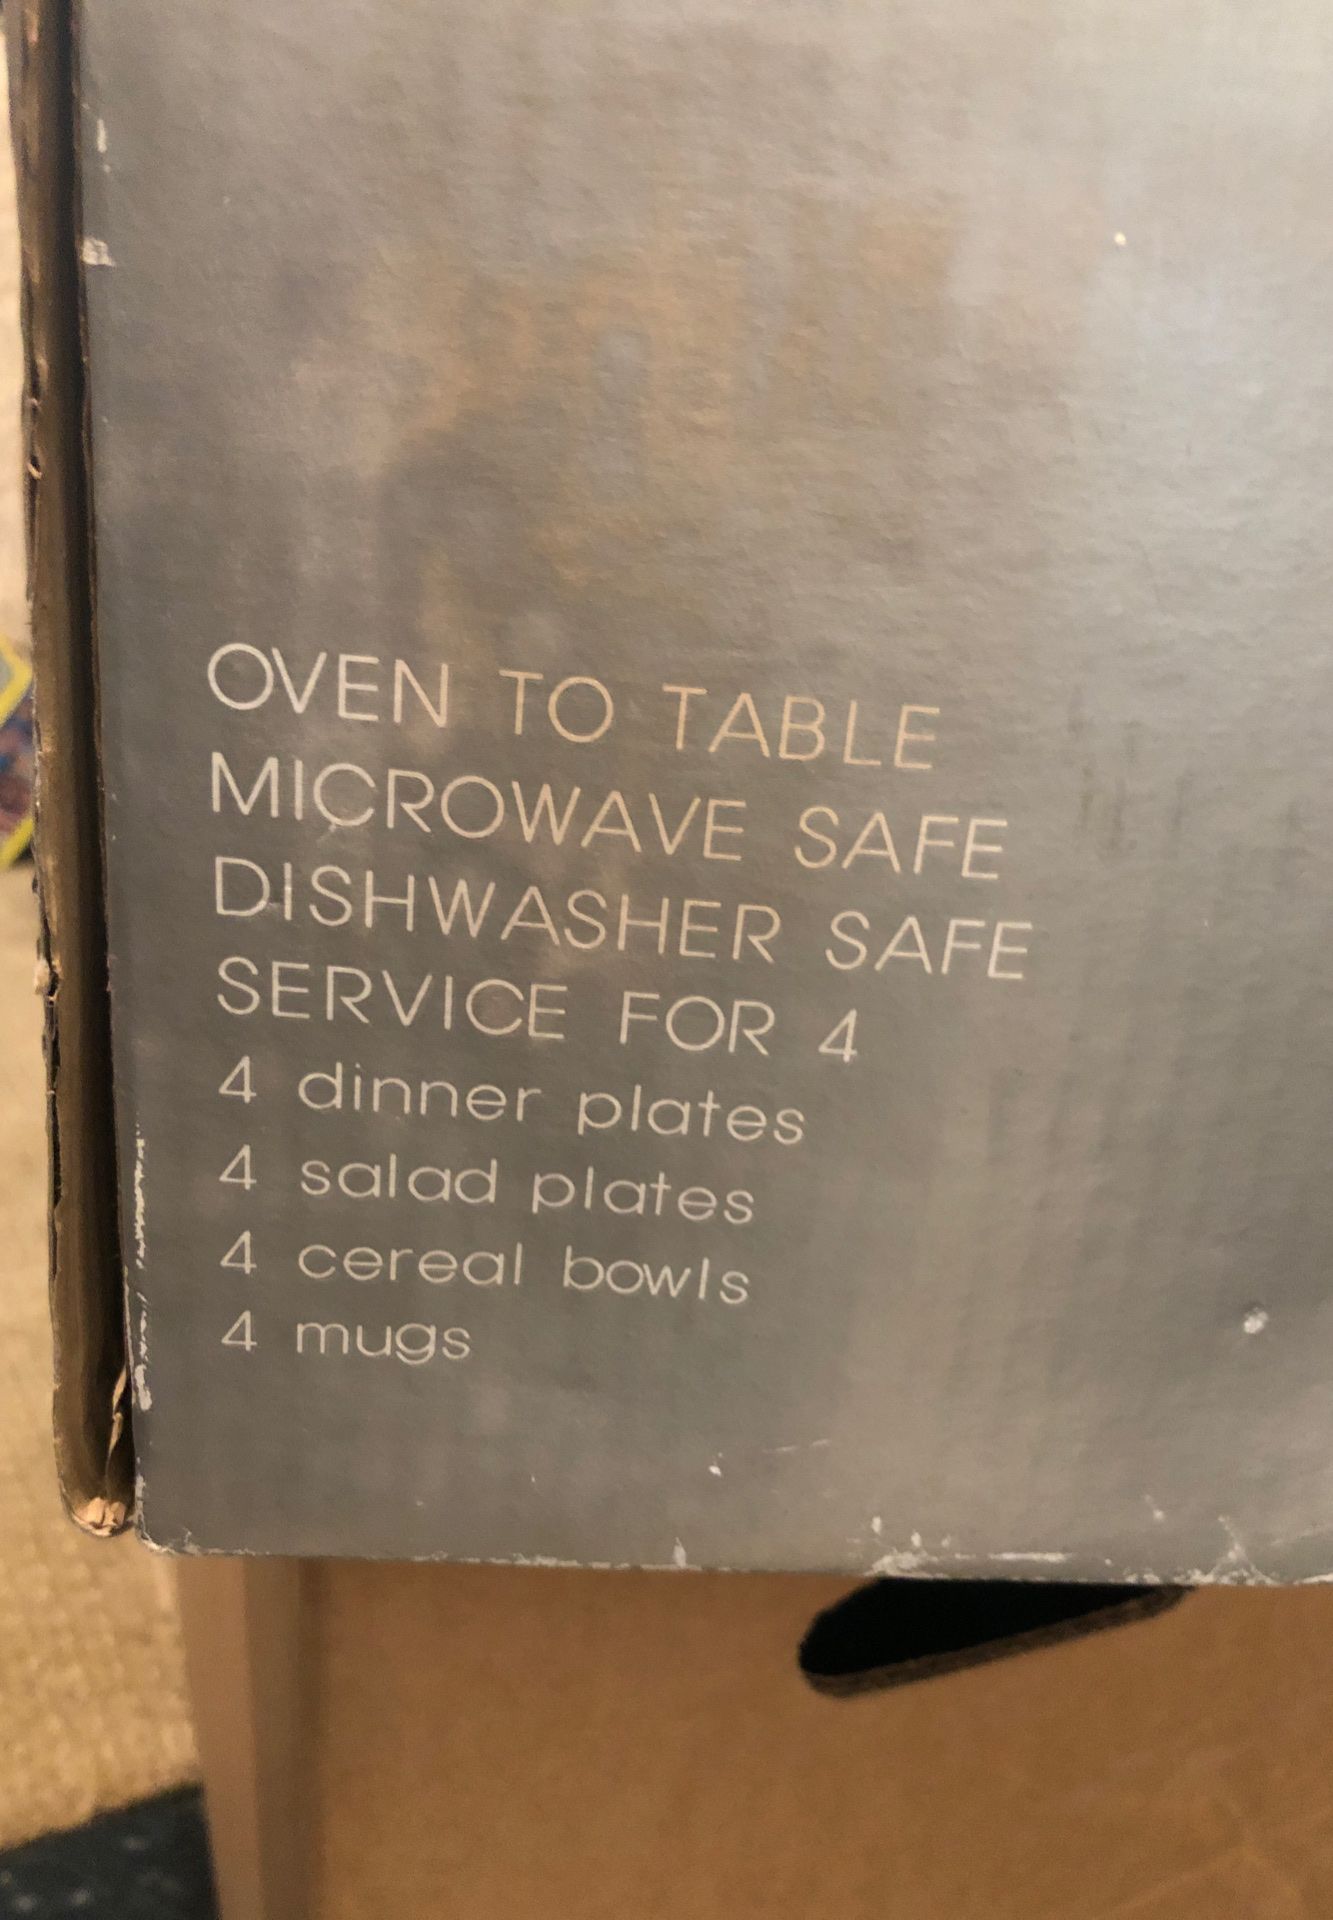 OVEN TO TABLE
MICROWAVE SAFE
DISHWASHER SAFE
SERVICE FOR 4
4 dinner plates
4 salad plates
4 cereal bowls
4 mugs